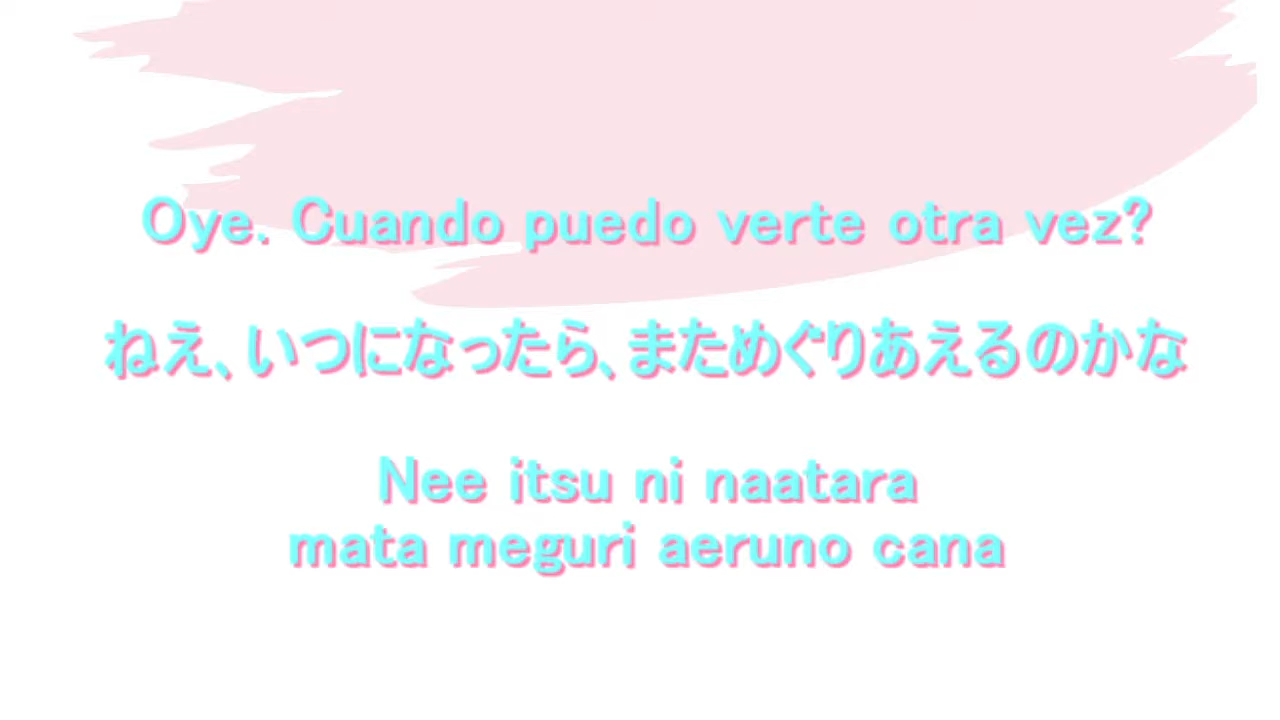 Oye. Cuando puedo verte otra vez?
ねえ、いつになったら、まためぐりあえるのかな
Nee itsu ni naatara
mata meguri aeruno cana